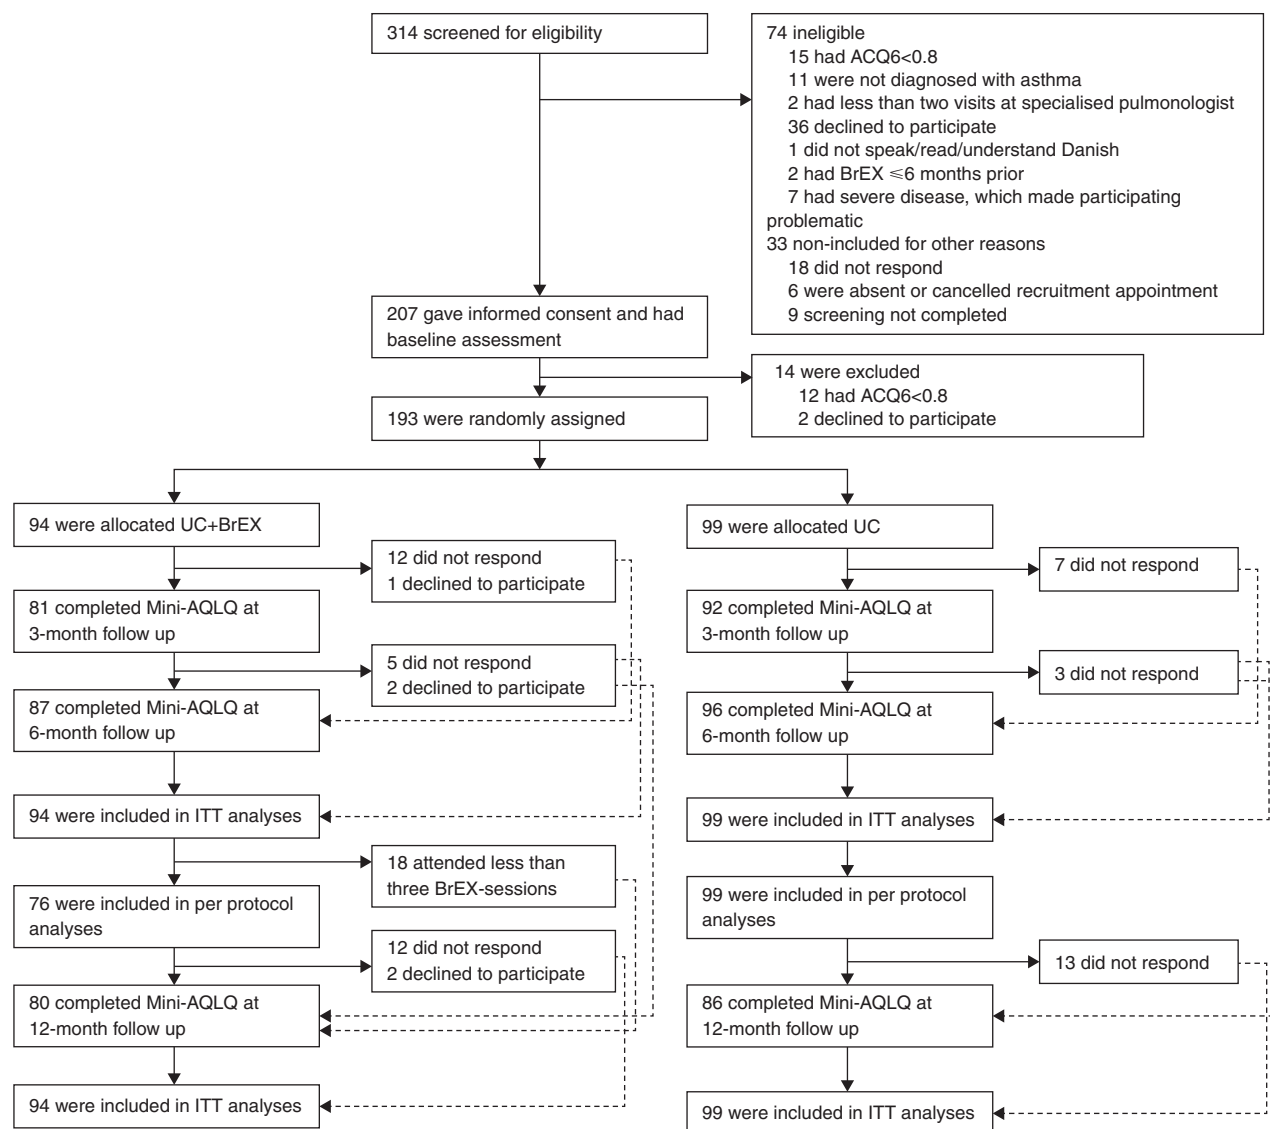 314 screened for eligibility
74 ineligible
15 had ACQ6<0.8
11 were not diagnosed with asthma
2 had less than two visits at specialised pulmonologist
36 declined to participate
1 did not speak/read/understand Danish
2 had BrEX ⩽6 months prior
7 had severe disease, which made participating
problematic
33 non-included for other reasons
18 did not respond
6 were absent or cancelled recruitment appointment
9 screening not completed
207 gave informed consent and had
baseline assessment
14 were excluded
12 had ACQ6<0.8
2 declined to participate
193 were randomly assigned
94 were allocated UC+BrEX
12 did not respond
1 declined to participate
81 completed Mini-AQLQ at
3-month follow up
5 did not respond
2 declined to participate
87 completed Mini-AQLQ at
6-month follow up
94 were included in ITT analyses
18 attended less than
three BrEX-sessions
76 were included in per protocol
analyses
12 did not respond
2 declined to participate
80 completed Mini-AQLQ at
12-month follow up
94 were included in ITT analyses
99 were allocated UC
7 did not respond
92 completed Mini-AQLQ at
3-month follow up
3 did not respond
96 completed Mini-AQLQ at
6-month follow up
99 were included in ITT analyses
99 were included in per protocol
analyses
13 did not respond
86 completed Mini-AQLQ at
12-month follow up
99 were included in ITT analyses